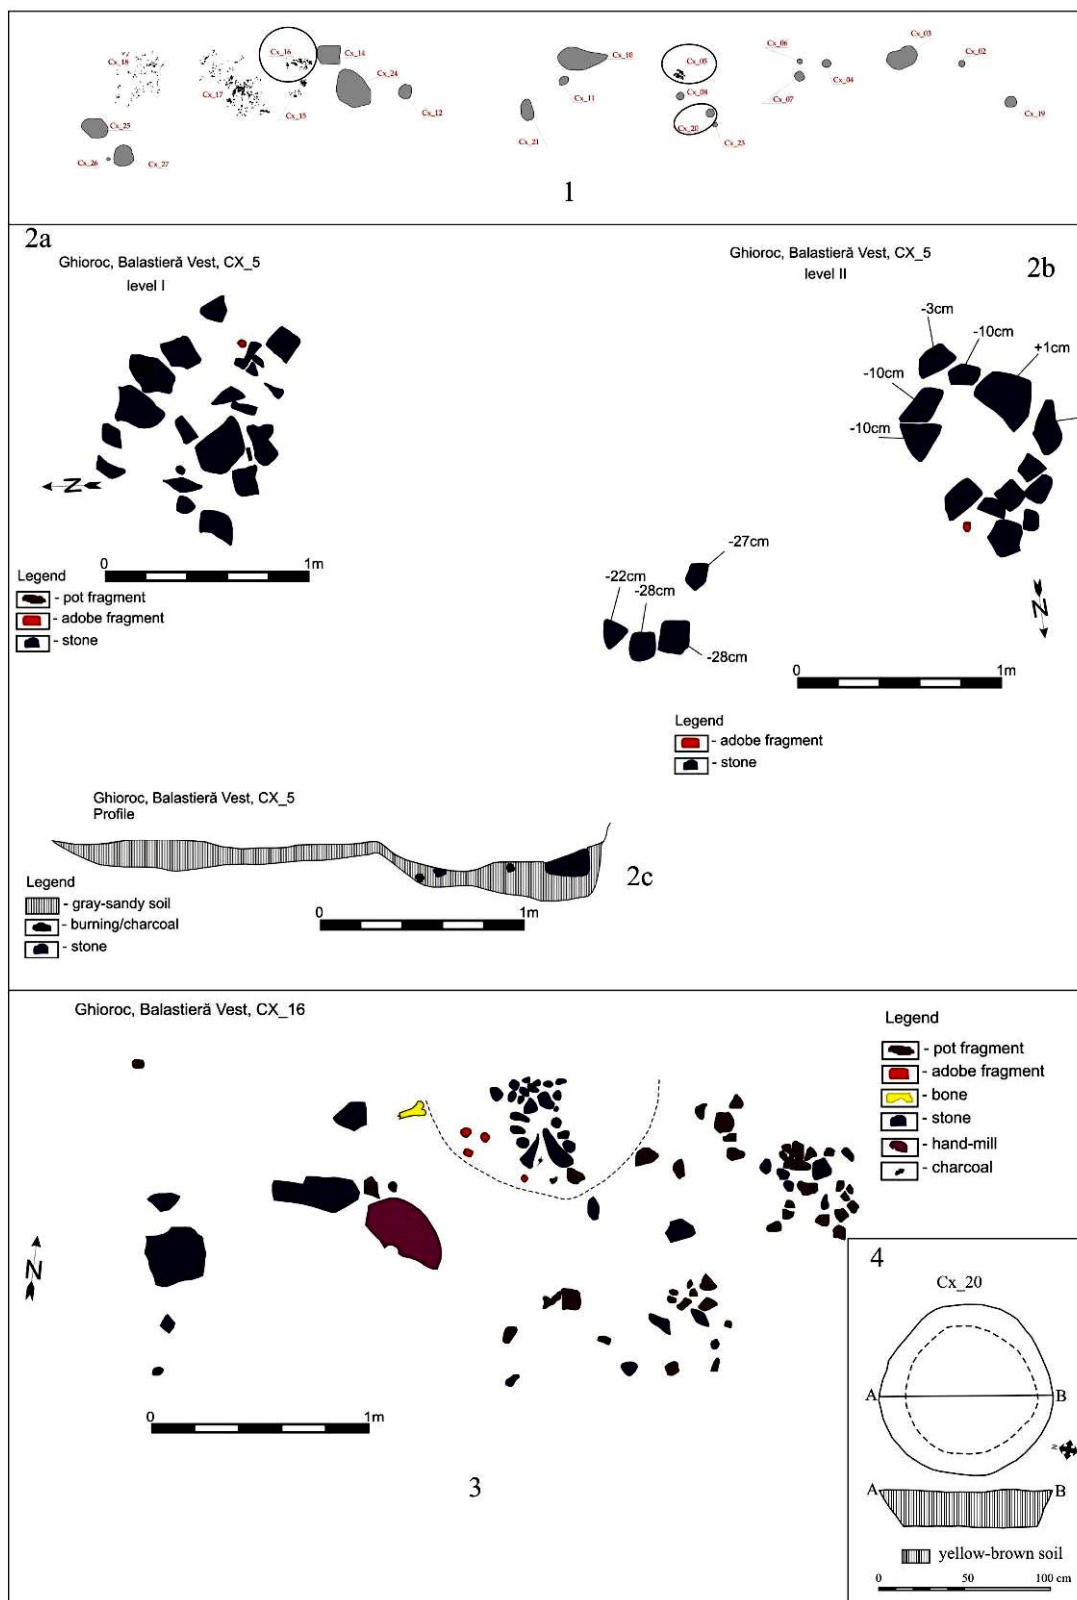 1
Cx_18
Cx_17
Cx_16
Cx_15
Cx_14
Cx_24
Cx_12
Cx_25
Cx_26
Cx_27
Cx_10
Cx_11
Cx_21
Cx_05
Cx_08
Cx_20
Cx_23
Cx_06
Cx_07
Cx_04
Cx_03
Cx_02
Cx_19
1
2a
Ghioroc, Balastieră Vest, CX_5
level I
N
0 1m
Legend
- pot fragment
- adobe fragment
- stone
Ghioroc, Balastieră Vest, CX_5
level II
2b
-3cm
-10cm
+1cm
-10cm
-10cm
-27cm
-22cm
-28cm
-28cm
N
0 1m
Legend
- adobe fragment
- stone
Ghioroc, Balastieră Vest, CX_5
Profile
2c
Legend
- gray-sandy soil
- burning/charcoal
- stone
0 1m
Ghioroc, Balastieră Vest, CX_16
Legend
- pot fragment
- adobe fragment
- bone
- stone
- hand-mill
- charcoal
N
0 1m
3
4
Cx_20
A B
N
A B
yellow-brown soil
0 50 100 cm